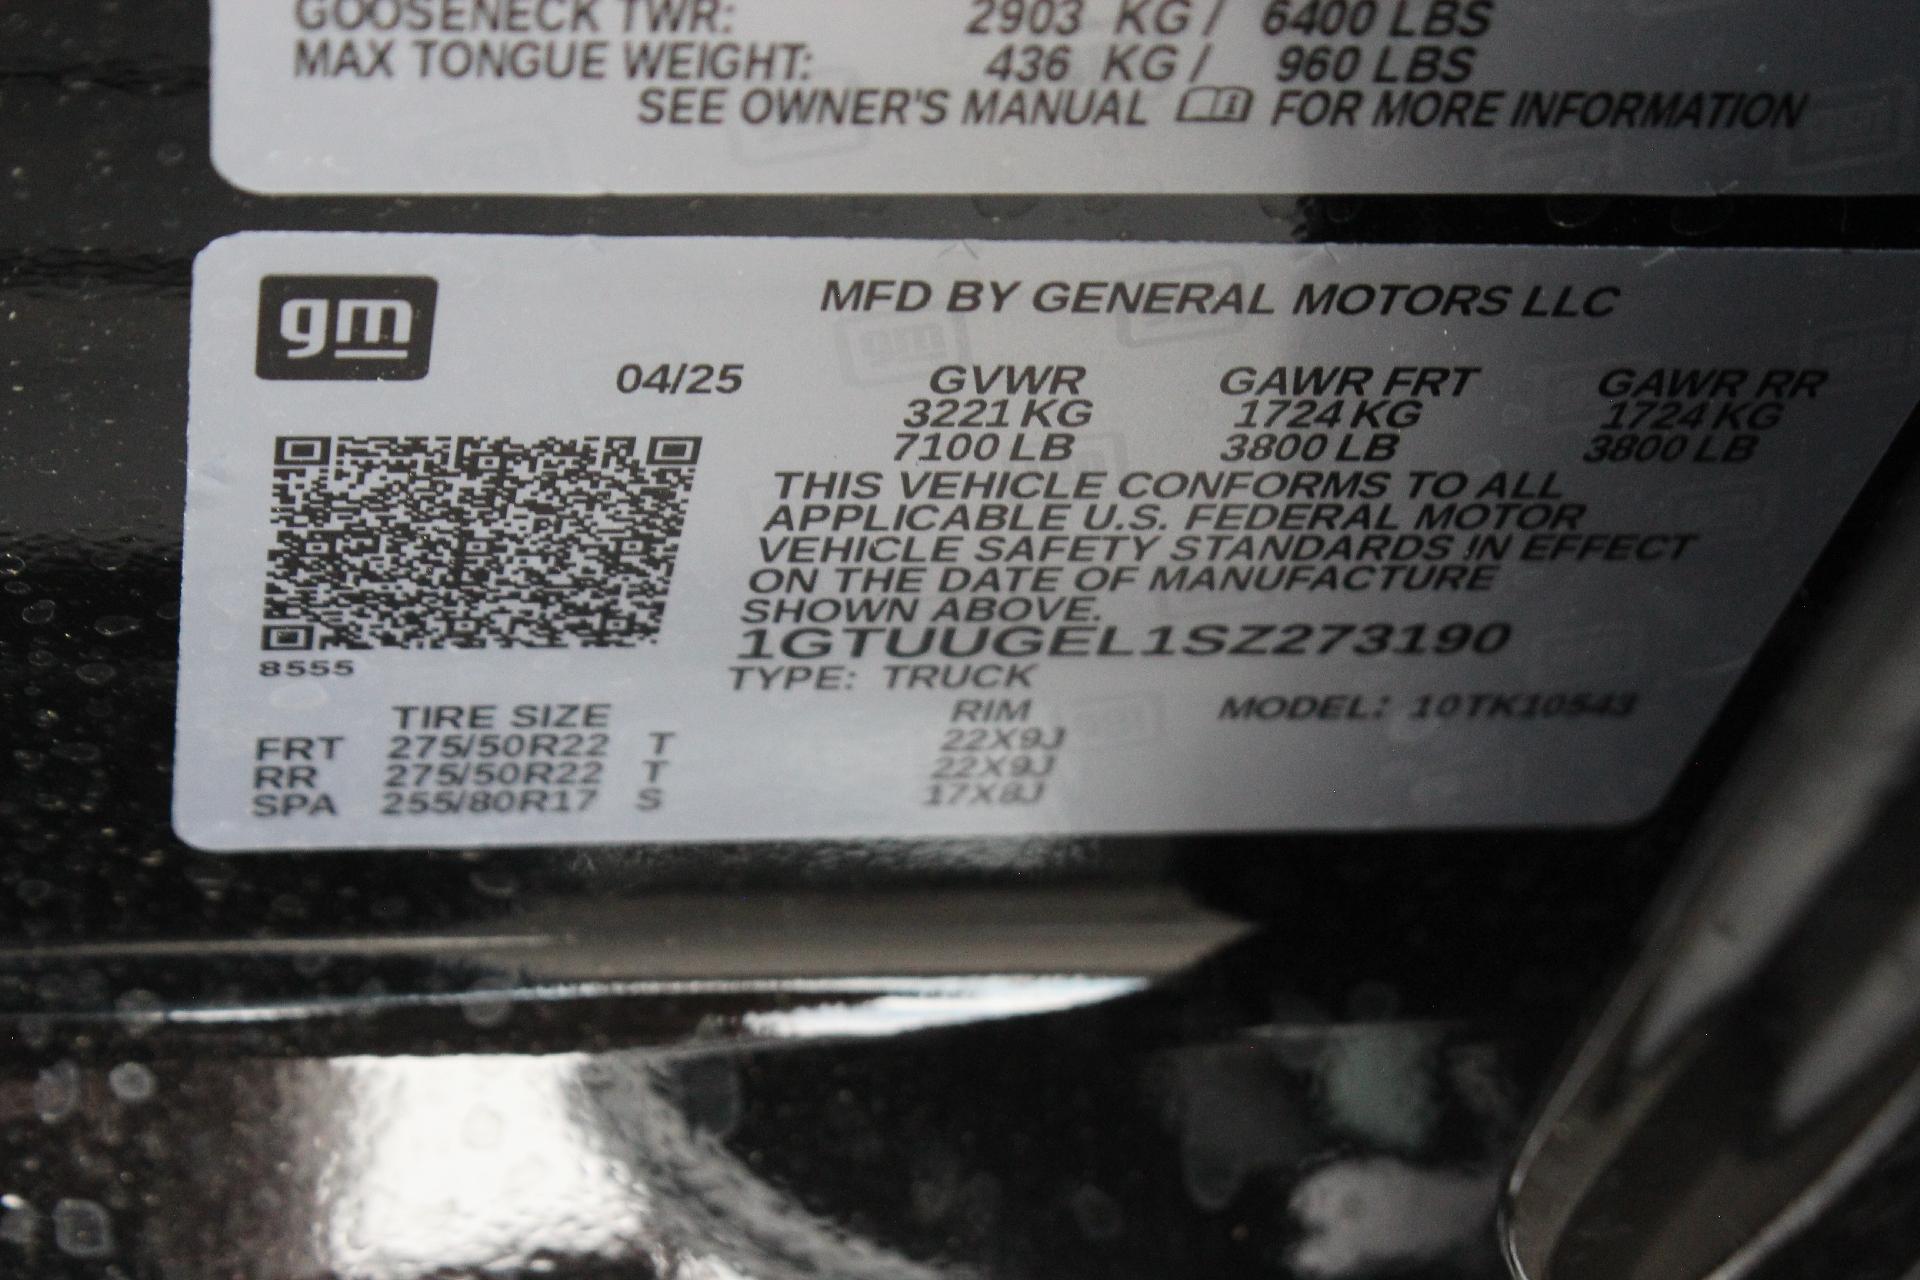 GOOSENECK TWR: 2903 KG / 6400 LBS
MAX TONGUE WEIGHT: 436 KG / 960 LBS
SEE OWNER'S MANUAL FOR MORE INFORMATION
gm
MFD BY GENERAL MOTORS LLC
04/25 GVWR GAWR FRT GAWR RR
3221 KG 1724 KG 1724 KG
7100 LB 3800 LB 3800 LB
THIS VEHICLE CONFORMS TO ALL
APPLICABLE U.S. FEDERAL MOTOR
VEHICLE SAFETY STANDARDS IN EFFECT
ON THE DATE OF MANUFACTURE
SHOWN ABOVE.
1GTUUGEL1SZ273190
8555
TYPE: TRUCK
TIRE SIZE RIM MODEL: 10TK10543
FRT 275/50R22 T 22X9J
RR 275/50R22 T 22X9J
SPA 255/80R17 S 17X8J